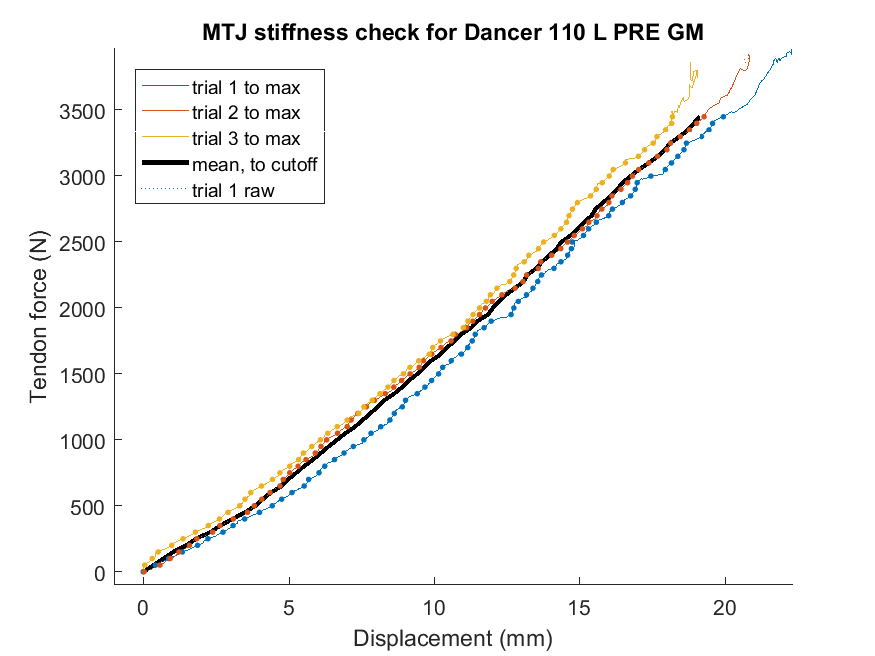 MTJ stiffness check for Dancer 110 L PRE GM
trial 1 to max
trial 2 to max
trial 3 to max
mean, to cutoff
trial 1 raw
Tendon force (N)
3500
3000
2500
2000
1500
1000
500
0
0 5 10 15 20
Displacement (mm)